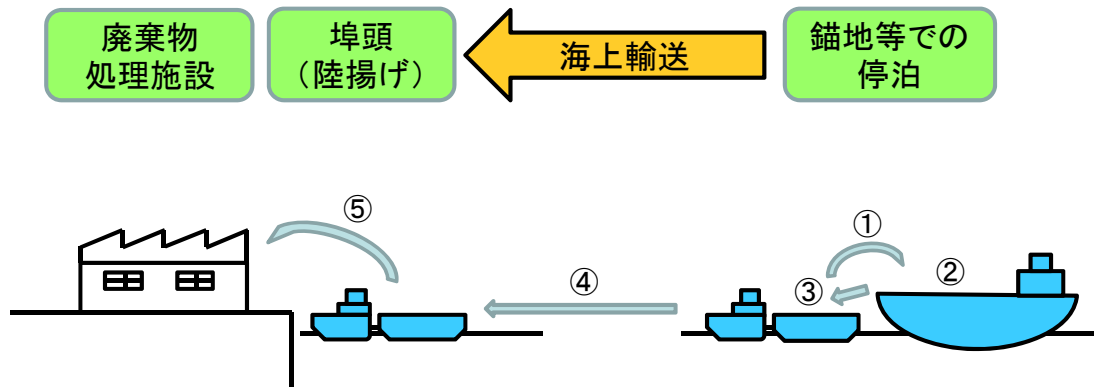 廃棄物
処理施設
埠頭
（陸揚げ）
海上輸送
錨地等での
停泊
⑤
①
④
③
②